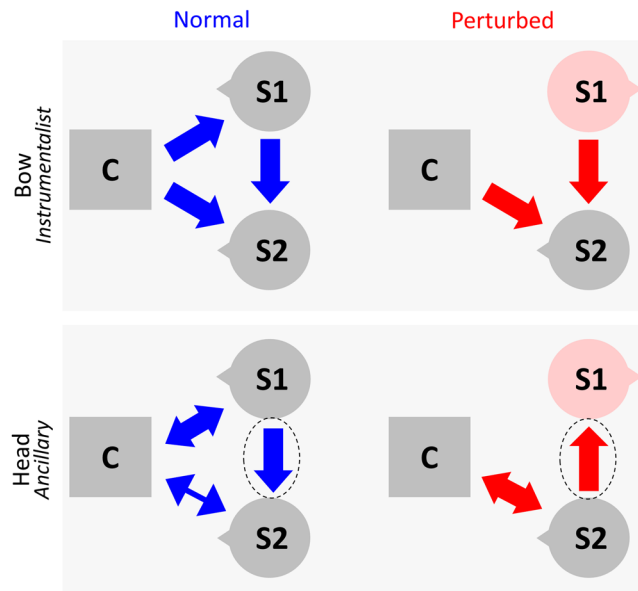 Normal
Perturbed
Bow
Instrumentalist
C
S1
S2
C
S1
S2
Head
Ancillary
C
S1
S2
C
S1
S2